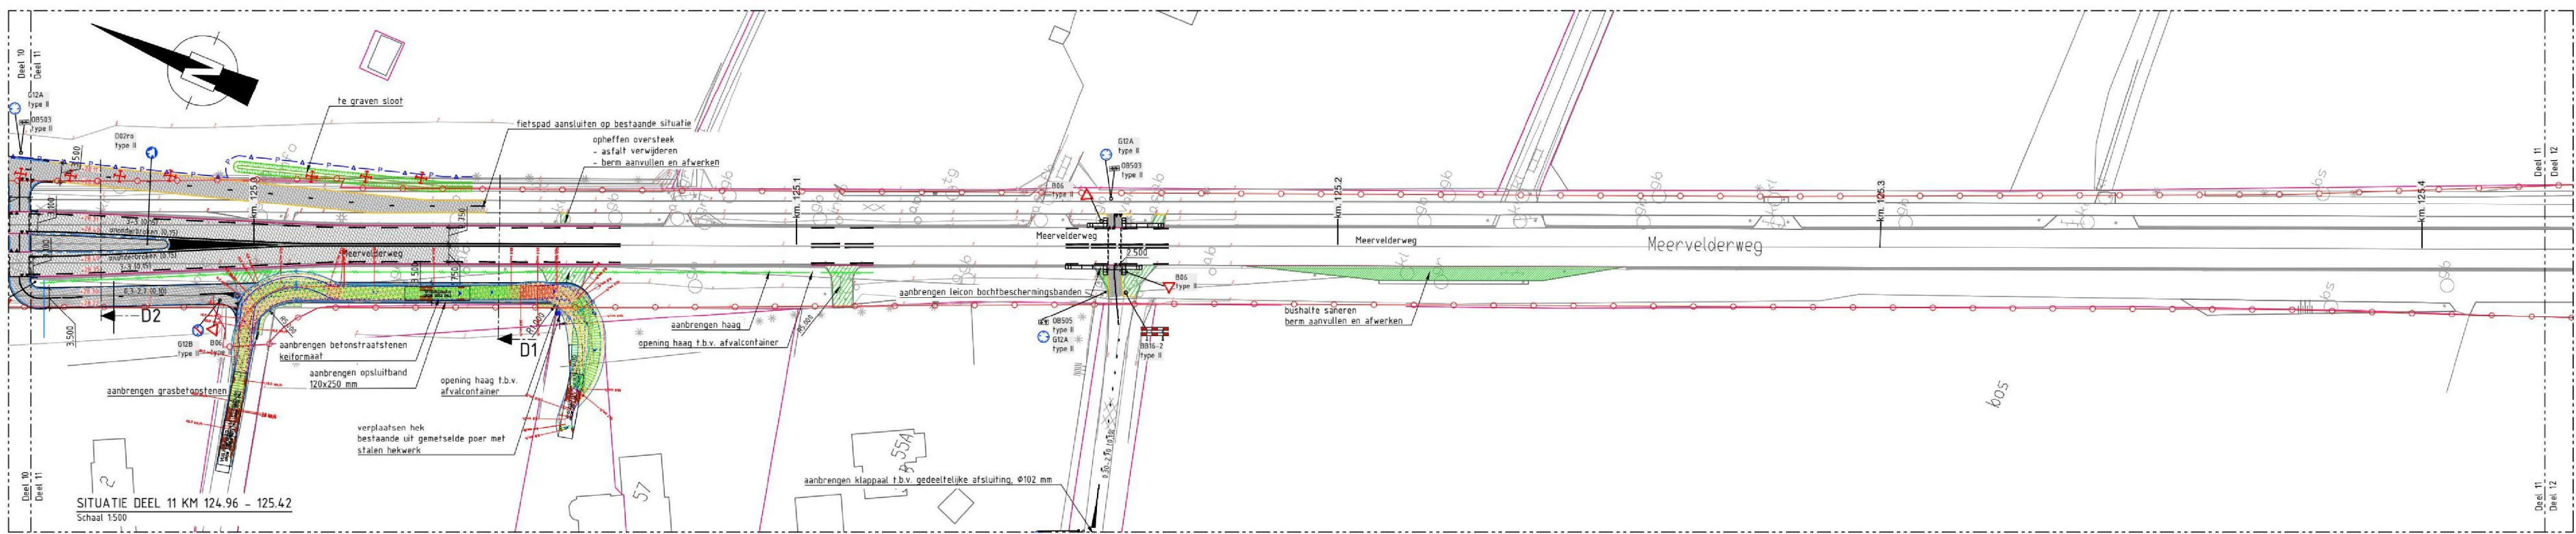 Deel 10
Deel 11
G12A
type II
OB503
type II
D02ro
type II
te graven sloot
fietspad aansluiten op bestaande situatie
opheffen oversteek
- asfalt verwijderen
- berm aanvullen en afwerken
G12A
type II
OB503
type II
B06
type II
km. 125.0
km. 125.1
km. 125.2
km. 125.3
km. 125.4
Deel 11
Deel 12
Meervelderweg
Meervelderweg
Meervelderweg
Meervelderweg
2.500
3.500
D2
D1
G12B
type II
B06
type
aanbrengen betonstraatstenen
keiformaat
aanbrengen opsluitband
120x250 mm
aanbrengen grasbetonstenen
opening haag t.b.v.
afvalcontainer
verplaatsen hek
bestaande uit gemetselde poer met
stalen hekwerk
aanbrengen haag
opening haag t.b.v. afvalcontainer
aanbrengen leicon bochtbeschermingsbanden
OB505
type II
G12A
type II
B06
type II
BB16-2
type II
bushalte saneren
berm aanvullen en afwerken
aanbrengen klappaal t.b.v. gedeeltelijke afsluiting, Φ102 mm
bos
2
57
55A
Deel 10
Deel 11
SITUATIE DEEL 11 KM 124.96 - 125.42
Schaal 1:500
Deel 11
Deel 12